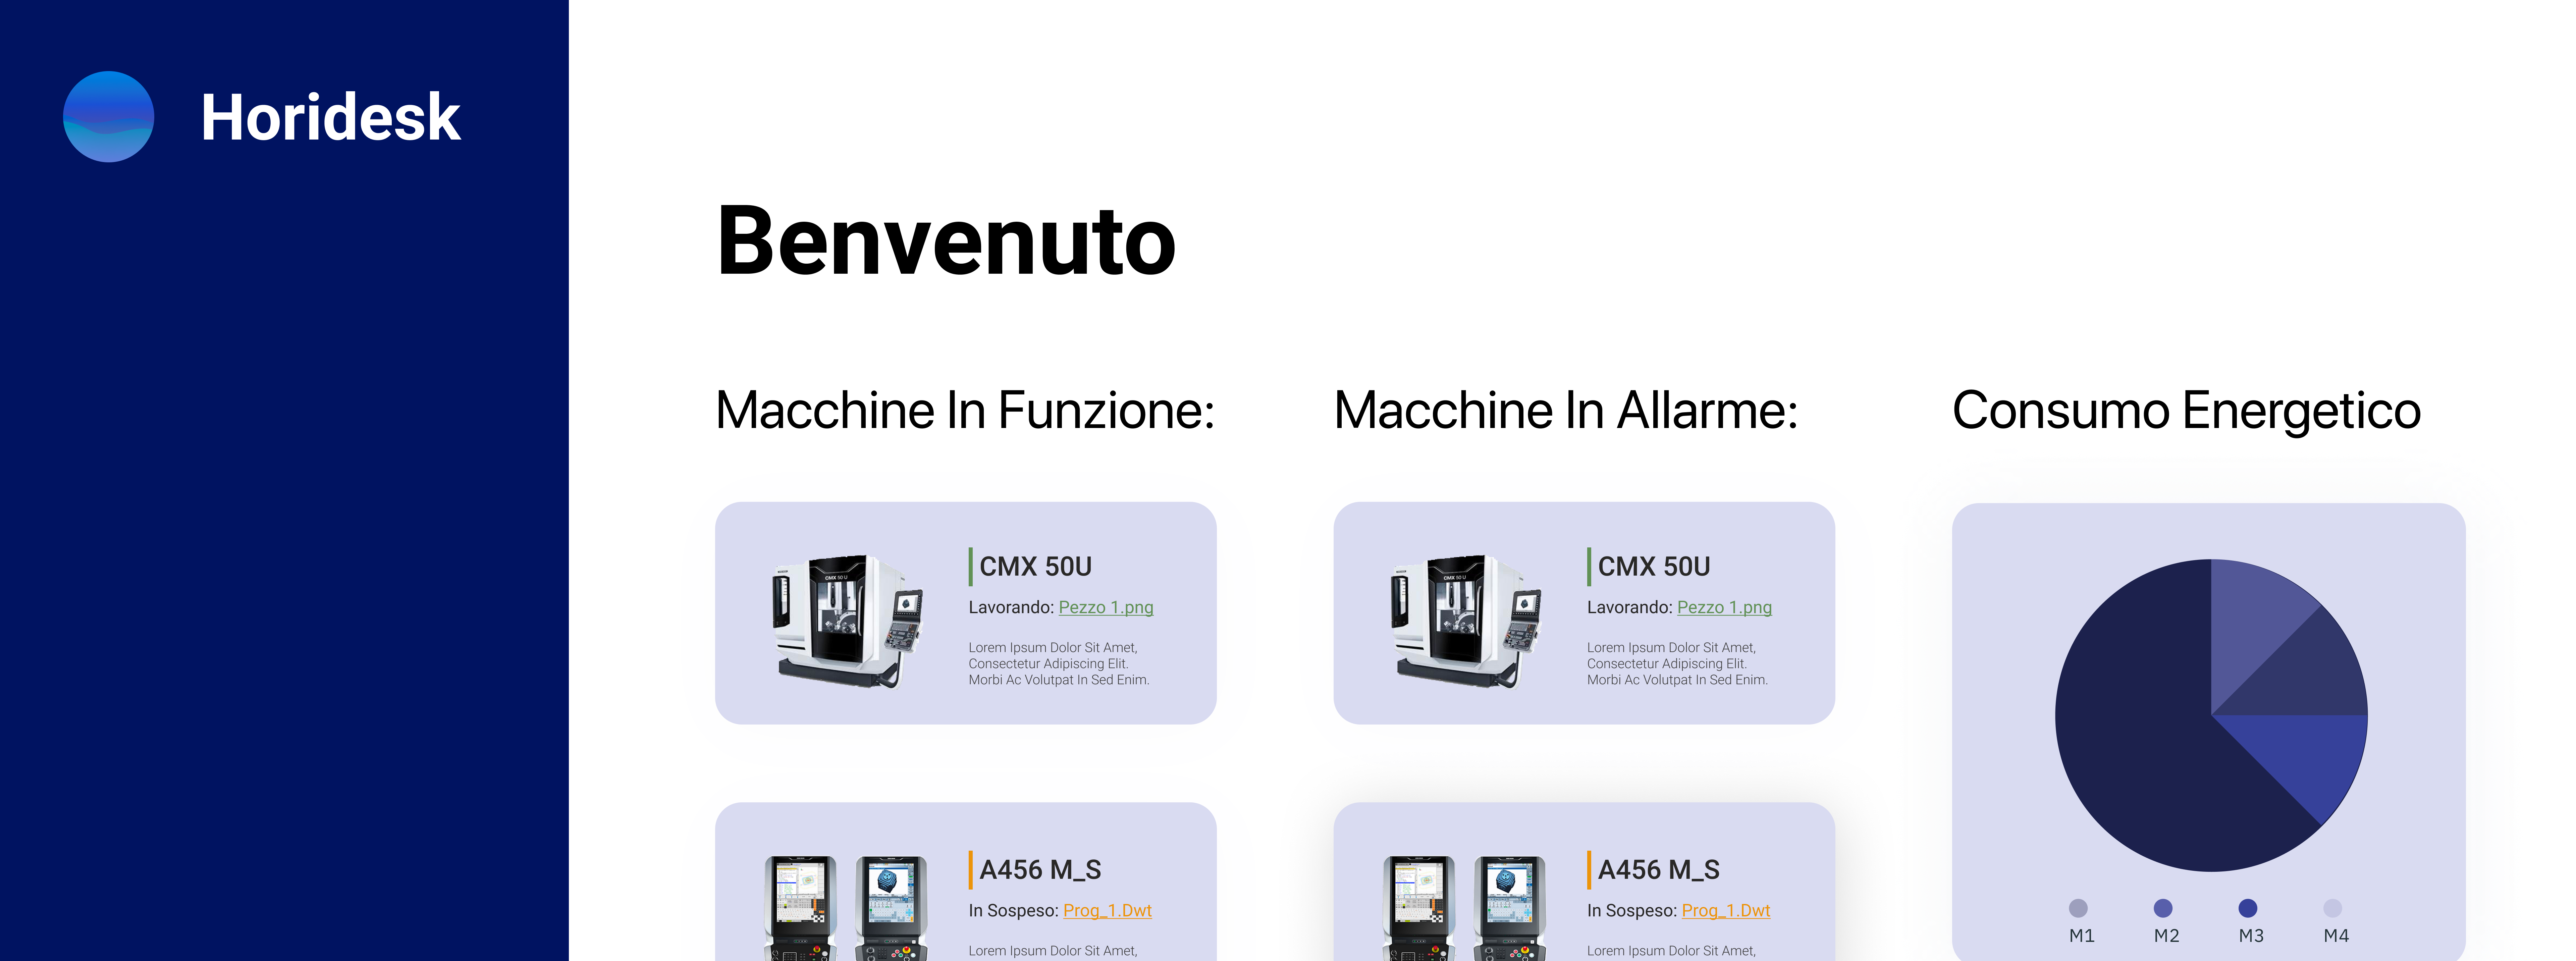 Horidesk
Benvenuto
Macchine In Funzione:
CMX 50 U
CMX 50U
Lavorando: Pezzo 1.png
Lorem Ipsum Dolor Sit Amet,
Consectetur Adipiscing Elit.
Morbi Ac Volutpat In Sed Enim.
A456 M_S
In Sospeso: Prog_1.Dwt
Lorem Ipsum Dolor Sit Amet,
Macchine In Allarme:
CMX 50 U
CMX 50U
Lavorando: Pezzo 1.png
Lorem Ipsum Dolor Sit Amet,
Consectetur Adipiscing Elit.
Morbi Ac Volutpat In Sed Enim.
A456 M_S
In Sospeso: Prog_1.Dwt
Lorem Ipsum Dolor Sit Amet,
Consumo Energetico
M1 M2 M3 M4